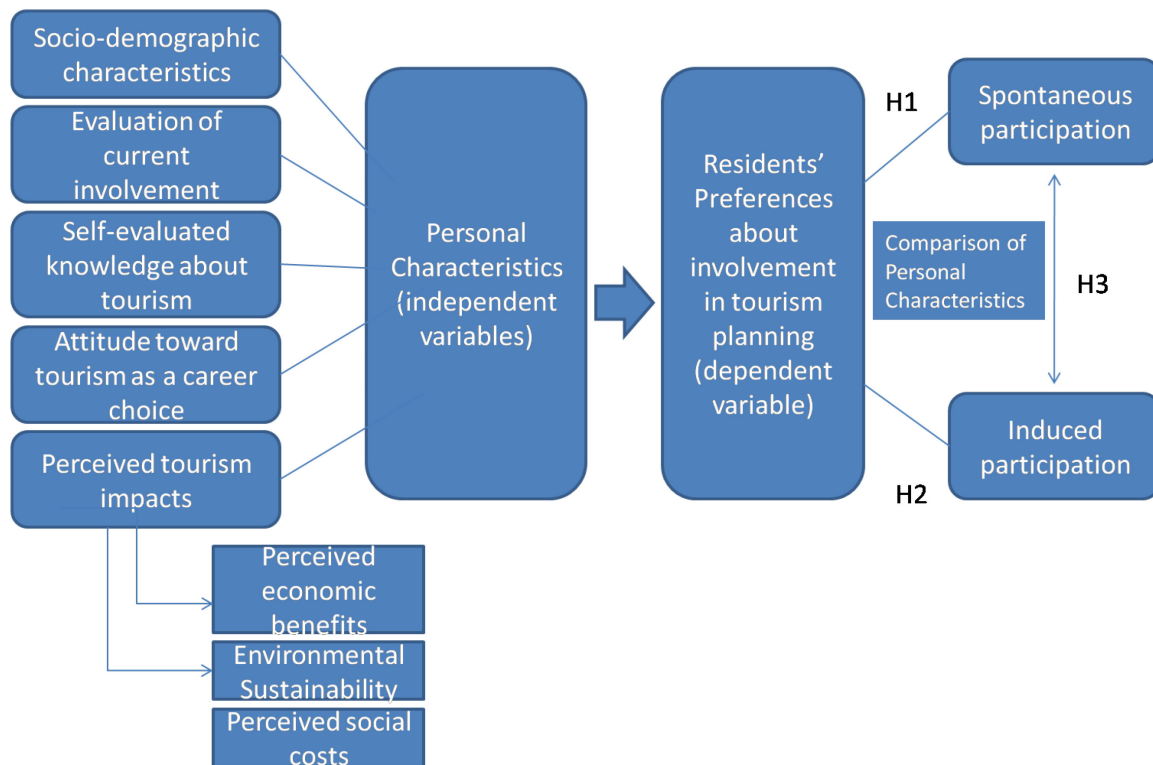 Socio-demographic
characteristics
Evaluation of
current
involvement
Self-evaluated
knowledge about
tourism
Attitude toward
tourism as a career
choice
Perceived tourism
impacts
Perceived
economic
benefits
Environmental
Sustainability
Perceived social
costs
Personal
Characteristics
(independent
variables)
Residents’
Preferences
about
involvement
in tourism
planning
(dependent
variable)
H1
Spontaneous
participation
Comparison of
Personal
Characteristics
H3
Induced
participation
H2